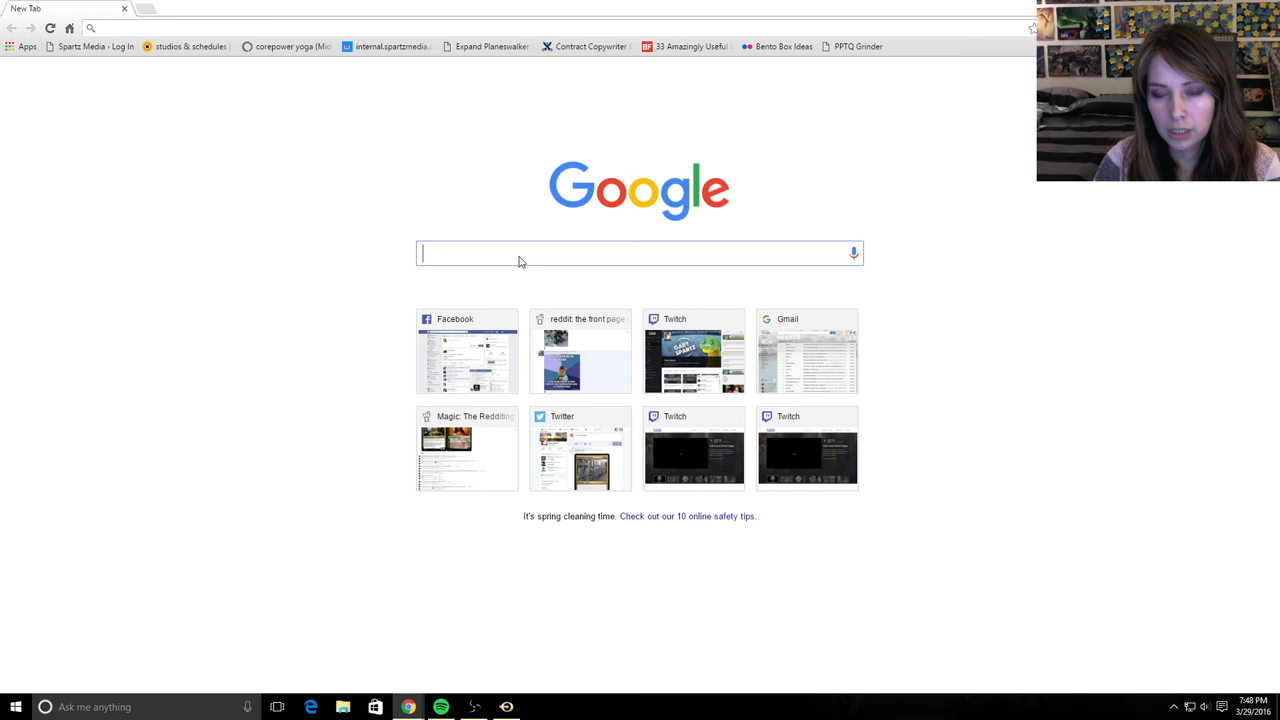 New Tab
Apps Spartz Media › Log In studios & schedules corepower yoga (Mid internal.spartzmedia.c Expand Planeswalker Contract Copywriter BF 33 Amazingly Useful Bento Box Ideas PPTQ Grinder
Google
Facebook reddit: the front page Twitch Gmail
GABY SPARTZ
Magic: The Redditing Twitter Twitch Twitch
It's spring cleaning time. Check out our 10 online safety tips.
Ask me anything
7:48 PM
3/29/2016